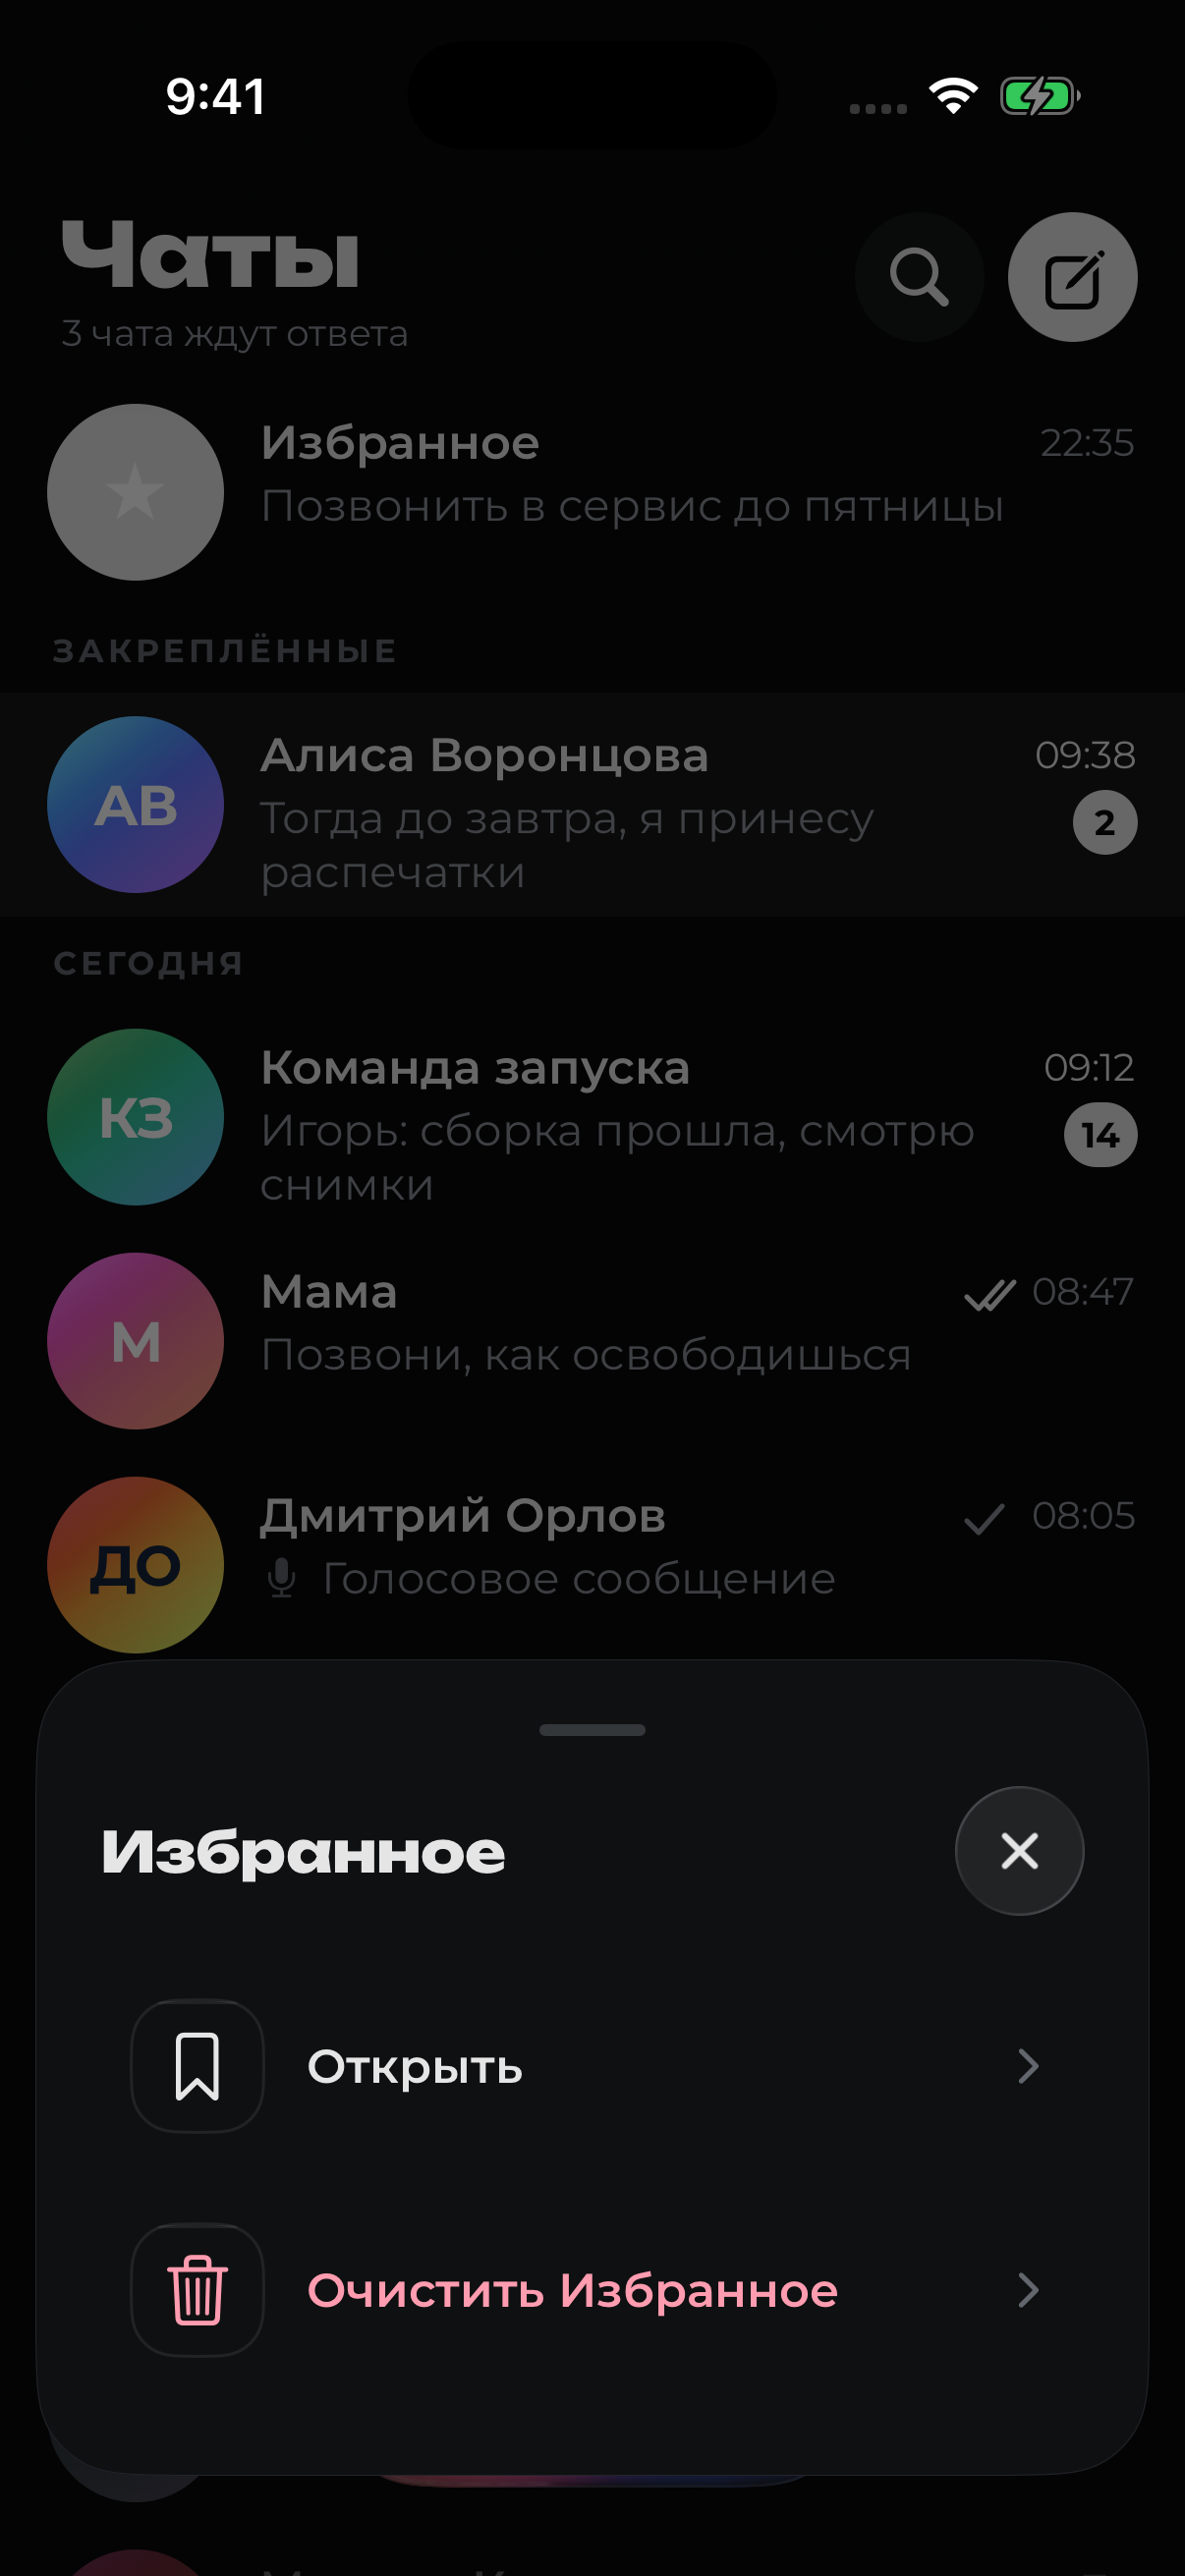 9:41
Чаты
3 чата ждут ответа
Избранное
22:35
Позвонить в сервис до пятницы
ЗАКРЕПЛЁННЫЕ
АВ
Алиса Воронцова
09:38
Тогда до завтра, я принесу
2
распечатки
СЕГОДНЯ
КЗ
Команда запуска
09:12
Игорь: сборка прошла, смотрю
14
снимки
М
Мама
08:47
Позвони, как освободишься
ДО
Дмитрий Орлов
08:05
Голосовое сообщение
Избранное
Открыть
Очистить Избранное